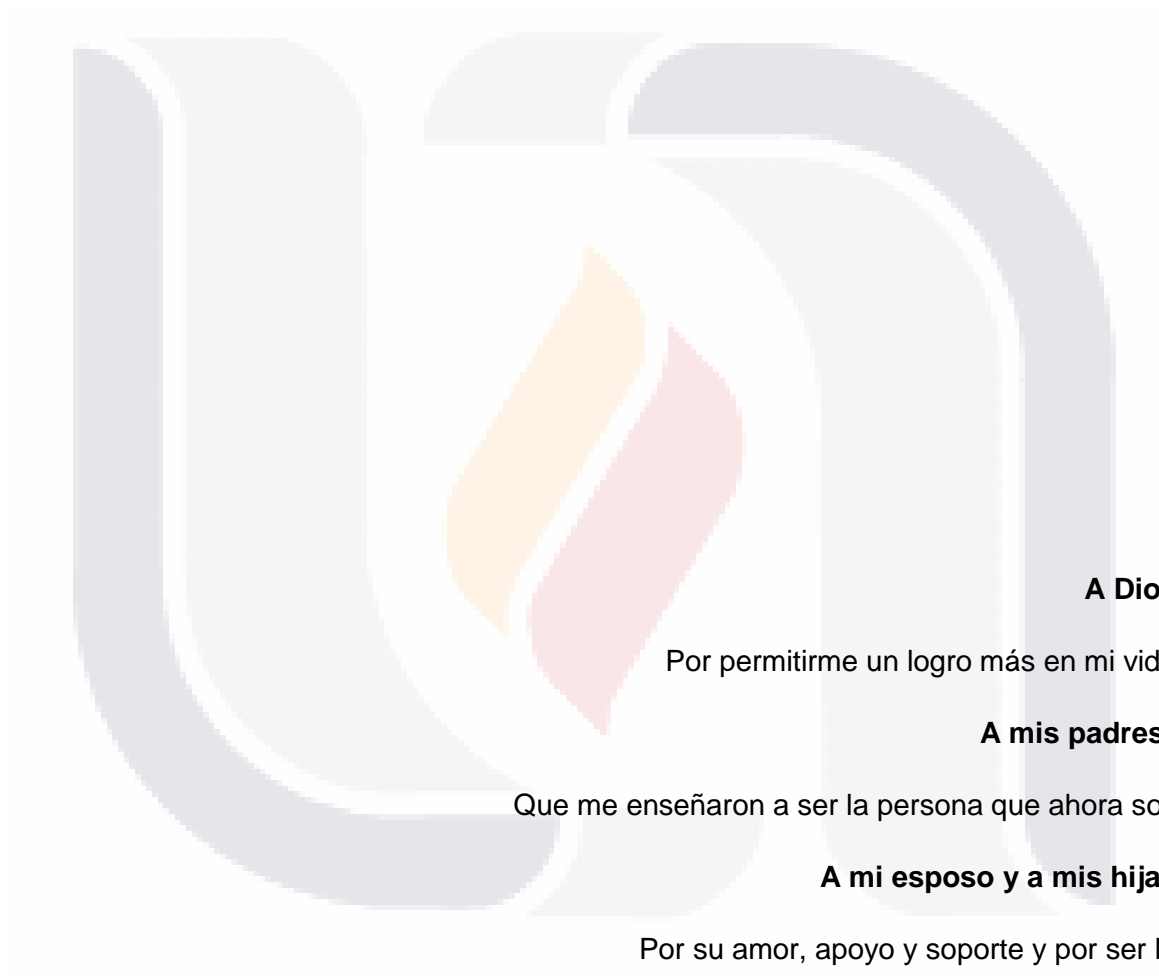 A Dio
Por permitirme un logro más en mi vid
A mis padres
Que me enseñaron a ser la persona que ahora so
A mi esposo y a mis hija
Por su amor, apoyo y soporte y por ser l